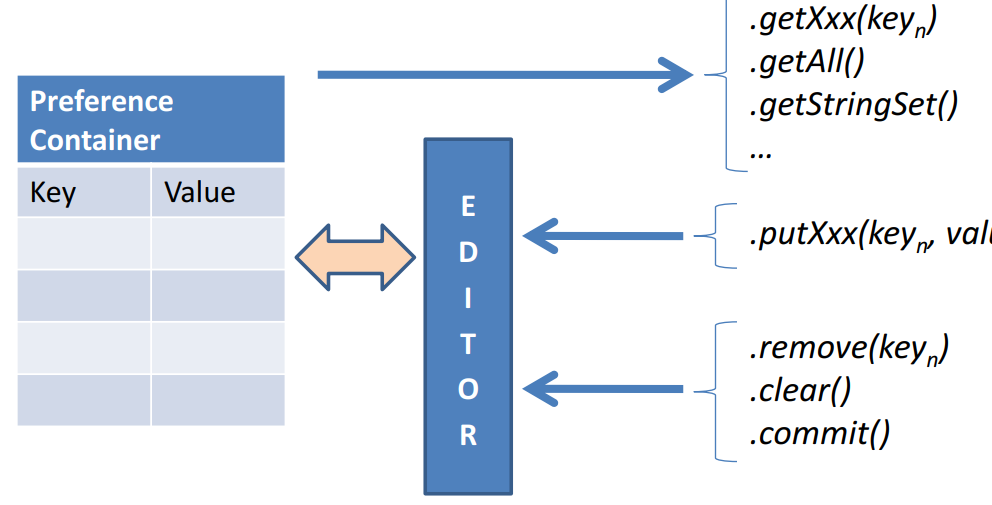 Preference
Container
Key Value
E
D
I
T
O
R
.getXxx(keyn)
.getAll()
.getStringSet()
...
.putXxx(keyn,
.remove(keyn)
.clear()
.commit()